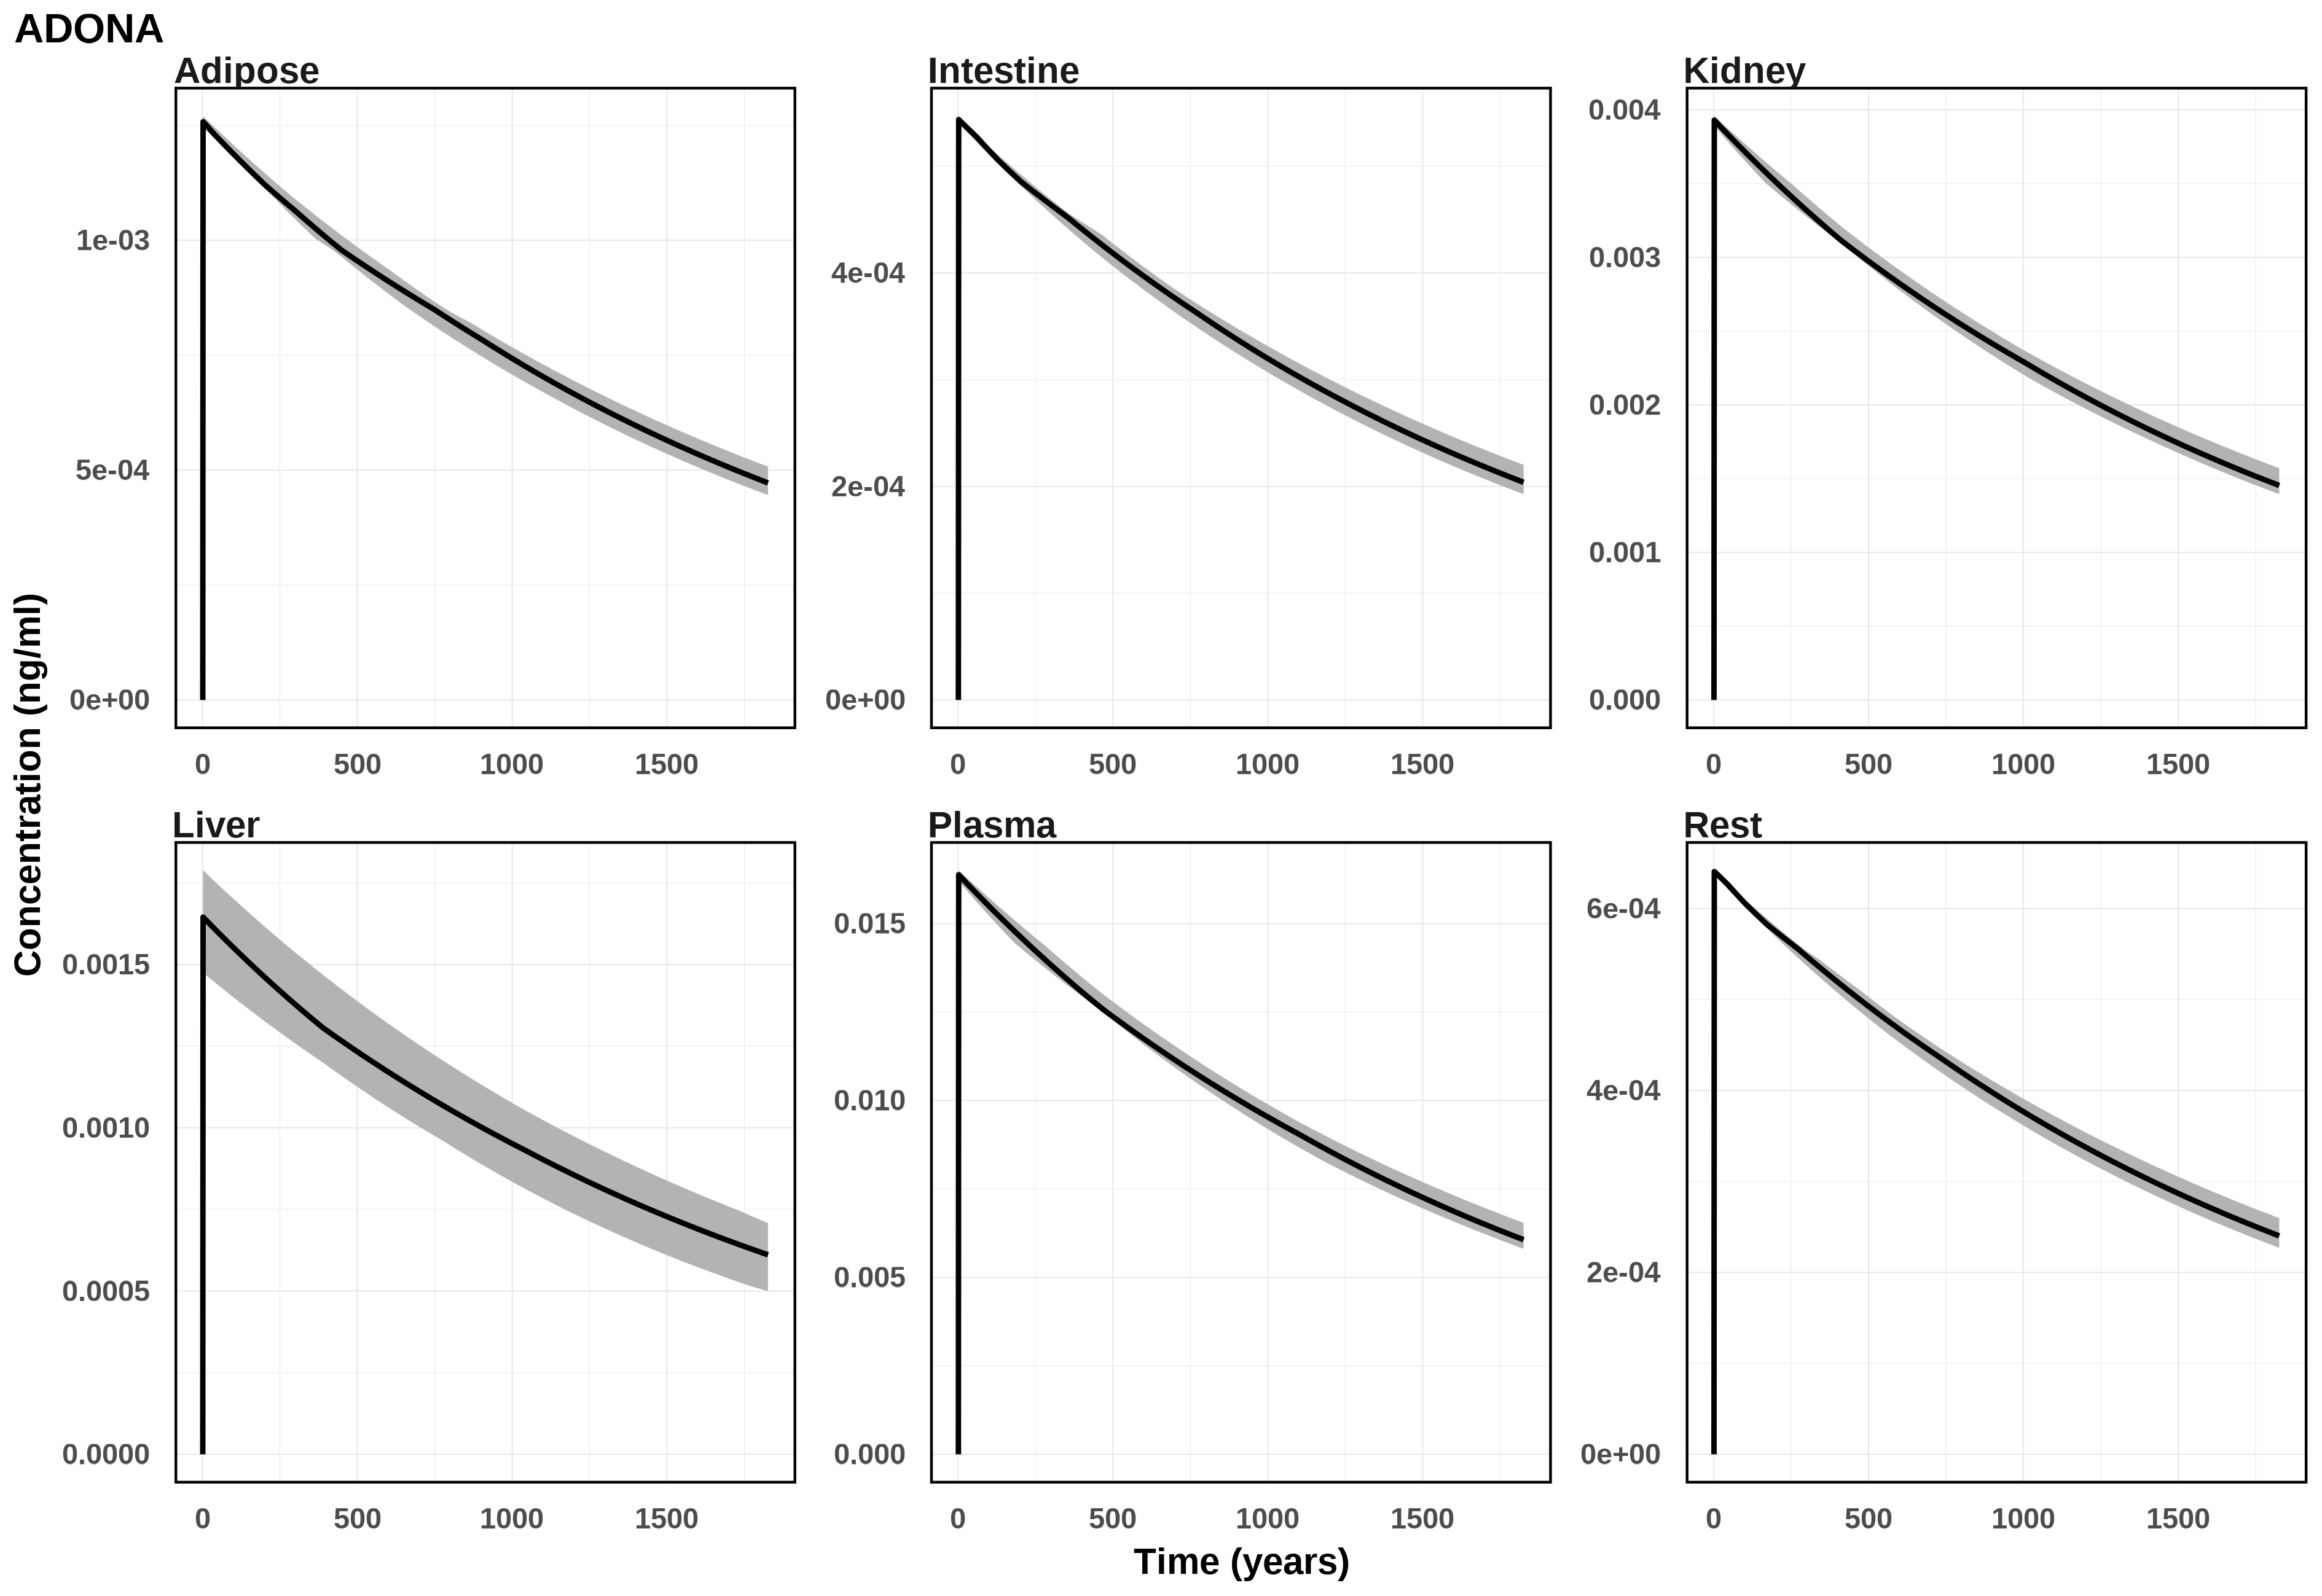 ADONA
Adipose
Intestine
Kidney
1e-03
5e-04
0e+00
4e-04
2e-04
0e+00
0.004
0.003
0.002
0.001
0.000
0 500 1000 1500
0 500 1000 1500
0 500 1000 1500
Concentration (ng/ml)
Liver
Plasma
Rest
0.0015
0.0010
0.0005
0.0000
0.015
0.010
0.005
0.000
6e-04
4e-04
2e-04
0e+00
0 500 1000 1500
0 500 1000 1500
0 500 1000 1500
Time (years)